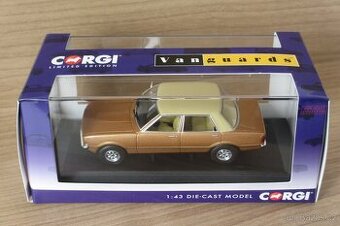 CORGI
LIMITED EDITION
Vanguards
1:43 DIE-CAST MODEL
CORGI